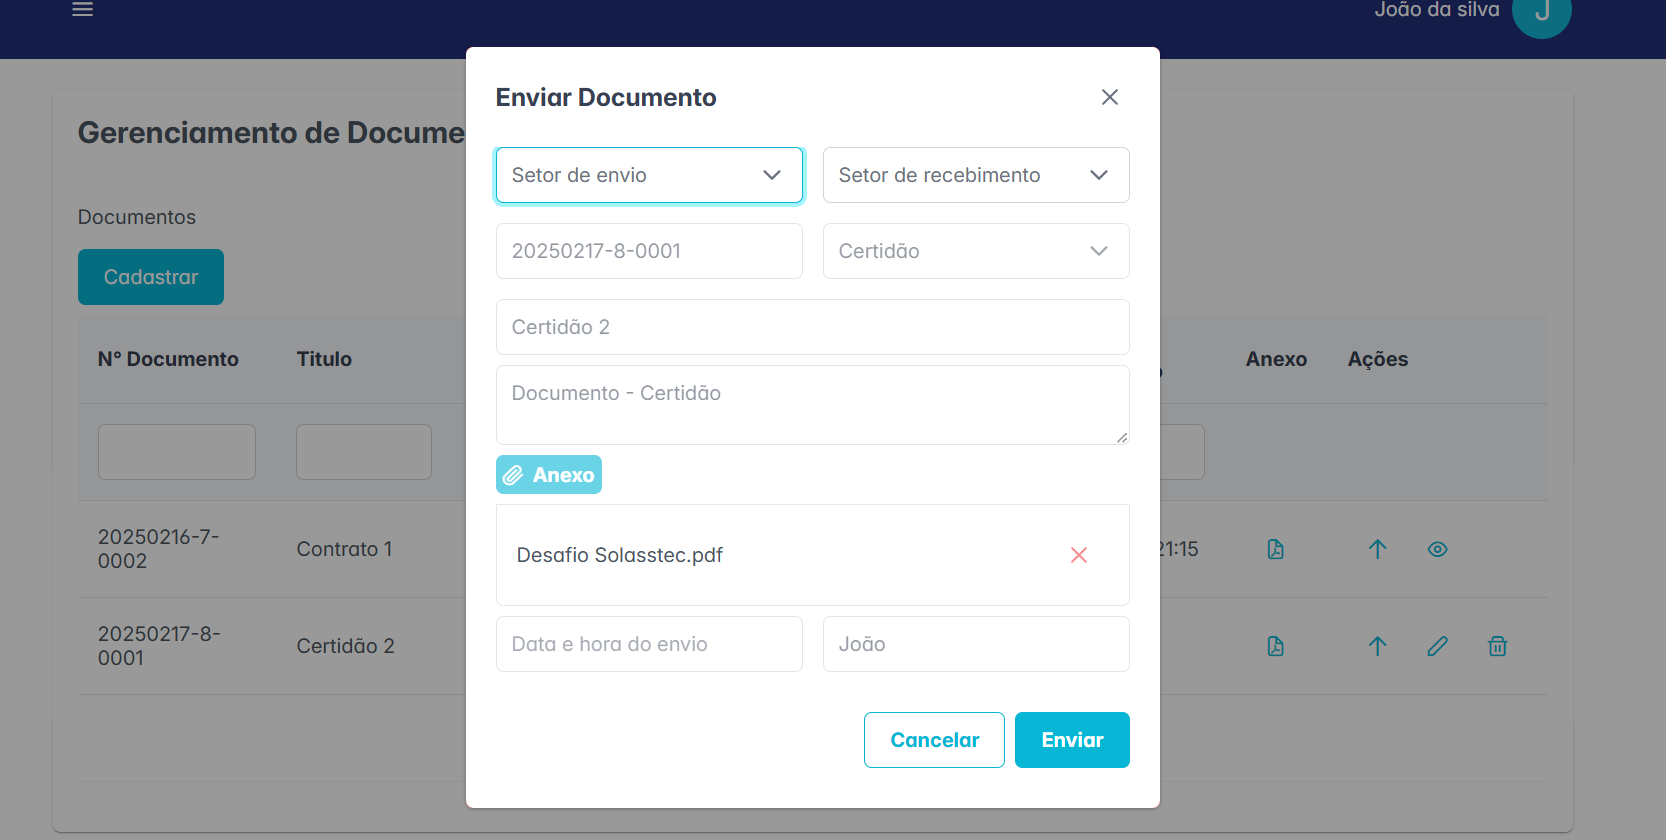 João da silva
J
Enviar Documento
Gerenciamento de Docume
Setor de envio
Setor de recebimento
Documentos
20250217-8-0001
Certidão
Cadastrar
Certidão 2
N° Documento
Titulo
Anexo
Ações
Documento - Certidão
Anexo
20250216-7-
0002
Contrato 1
Desafio Solasstec.pdf
21:15
20250217-8-
0001
Certidão 2
Data e hora do envio
João
Cancelar
Enviar